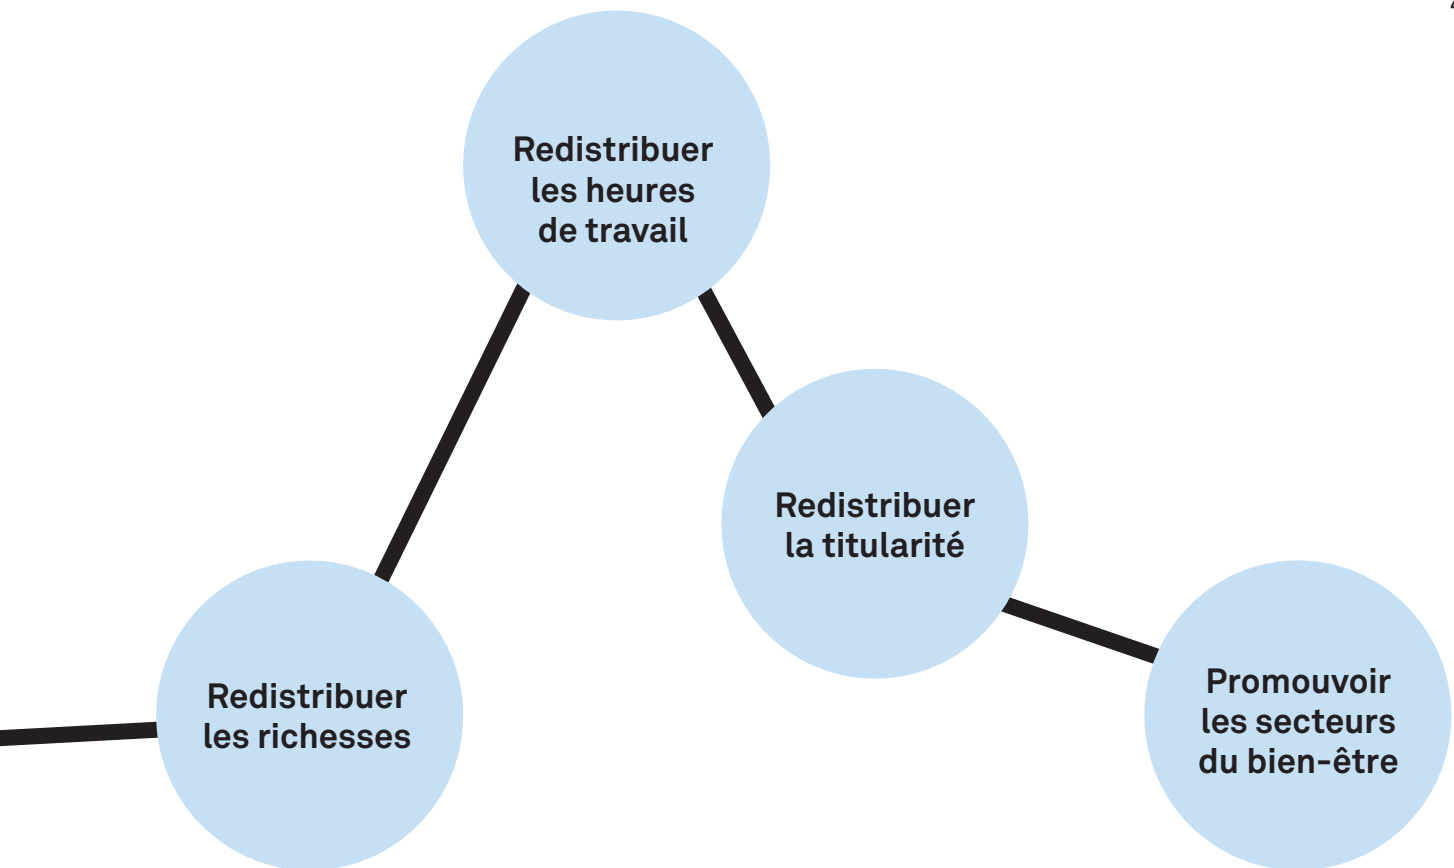 Redistribuer
les heures
de travail
Redistribuer
la titularité
Redistribuer
les richesses
Promouvoir
les secteurs
du bien-être